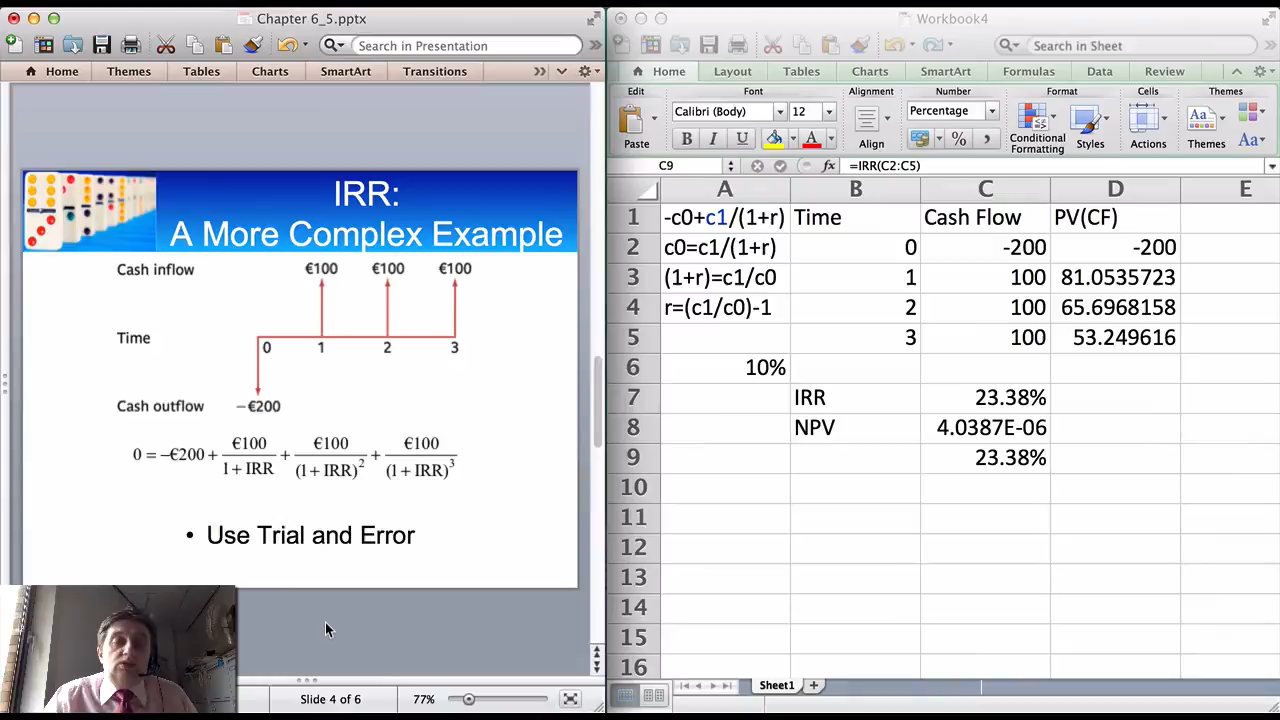 Chapter 6_5.pptx
Search in Presentation
Home Themes Tables Charts SmartArt Transitions
IRR:
A More Complex Example
Cash inflow €100 €100 €100
Time 0 1 2 3
Cash outflow −€200
0 = −€200 + €100/(1 + IRR) + €100/(1 + IRR)² + €100/(1 + IRR)³
• Use Trial and Error
Slide 4 of 6 77%
Workbook4
Search in Sheet
Home Layout Tables Charts SmartArt Formulas Data Review
Edit Font Alignment Number Format Cells Themes
Calibri (Body) 12 Percentage
Paste B I U A Align % Conditional Formatting Styles Actions Themes Aa
C9 fx =IRR(C2:C5)
A B C D E
1 -c0+c1/(1+r) Time Cash Flow PV(CF)
2 c0=c1/(1+r) 0 -200 -200
3 (1+r)=c1/c0 1 100 81.0535723
4 r=(c1/c0)-1 2 100 65.6968158
5 3 100 53.249616
6 10%
7 IRR 23.38%
8 NPV 4.0387E-06
9 23.38%
10
11
12
13
14
15
16
Sheet1